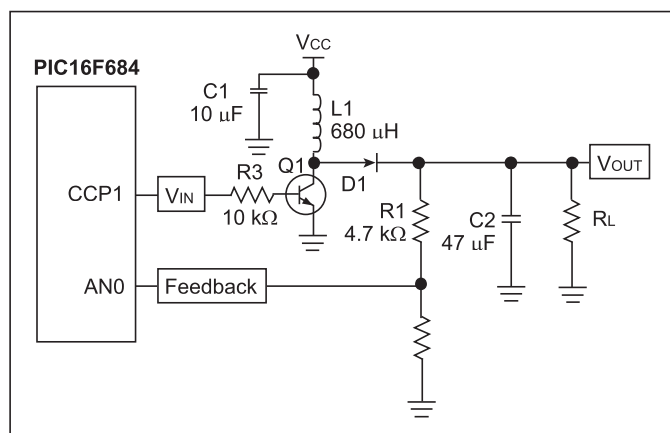 VCC
PIC16F684
C1
10 µF
L1
680 µH
Q1
VOUT
CCP1
VIN
R3
10 kΩ
D1
R1
4.7 kΩ
C2
47 µF
RL
AN0
Feedback